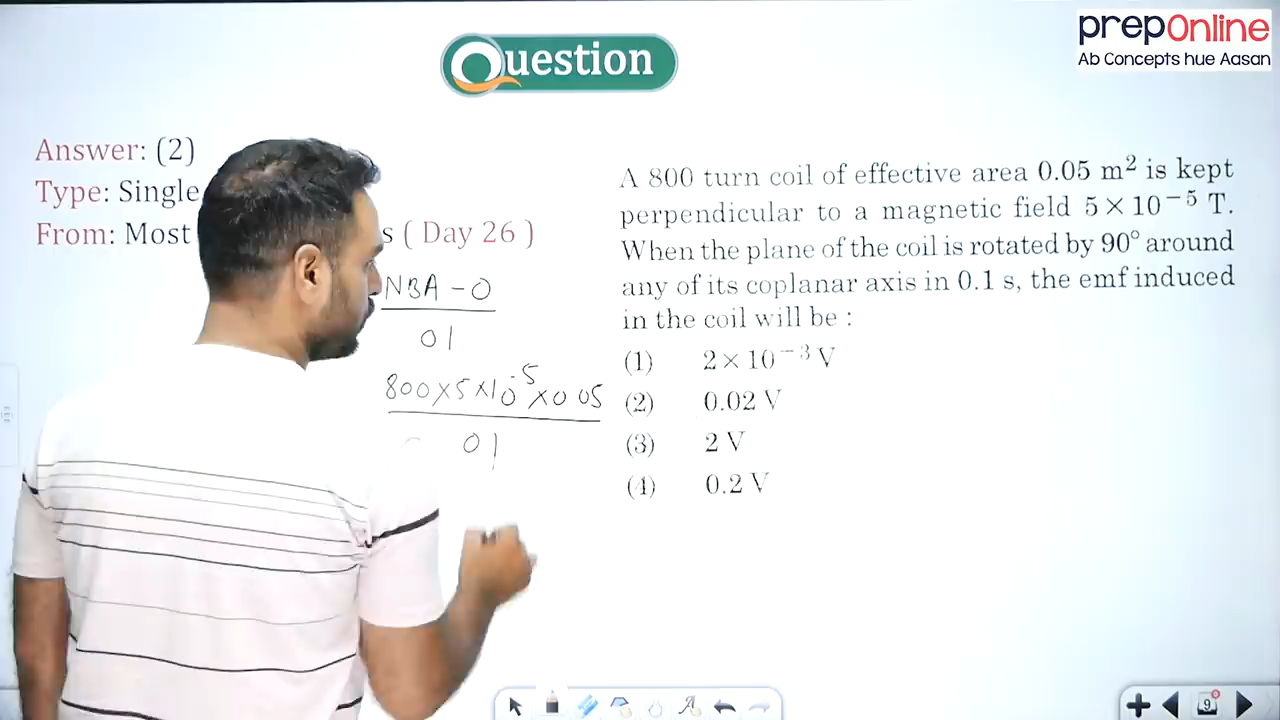 prepOnline
Ab Concepts hue Aasan
Question
Answer: (2)
Type: Single
From: Most s ( Day 26 )
NBA - 0
01
800×5×10-5×0 05
01
A 800 turn coil of effective area 0.05 m² is kept
perpendicular to a magnetic field 5×10⁻⁵ T.
When the plane of the coil is rotated by 90° around
any of its coplanar axis in 0.1 s, the emf induced
in the coil will be :
(1) 2×10⁻³ V
(2) 0.02 V
(3) 2 V
(4) 0.2 V
9